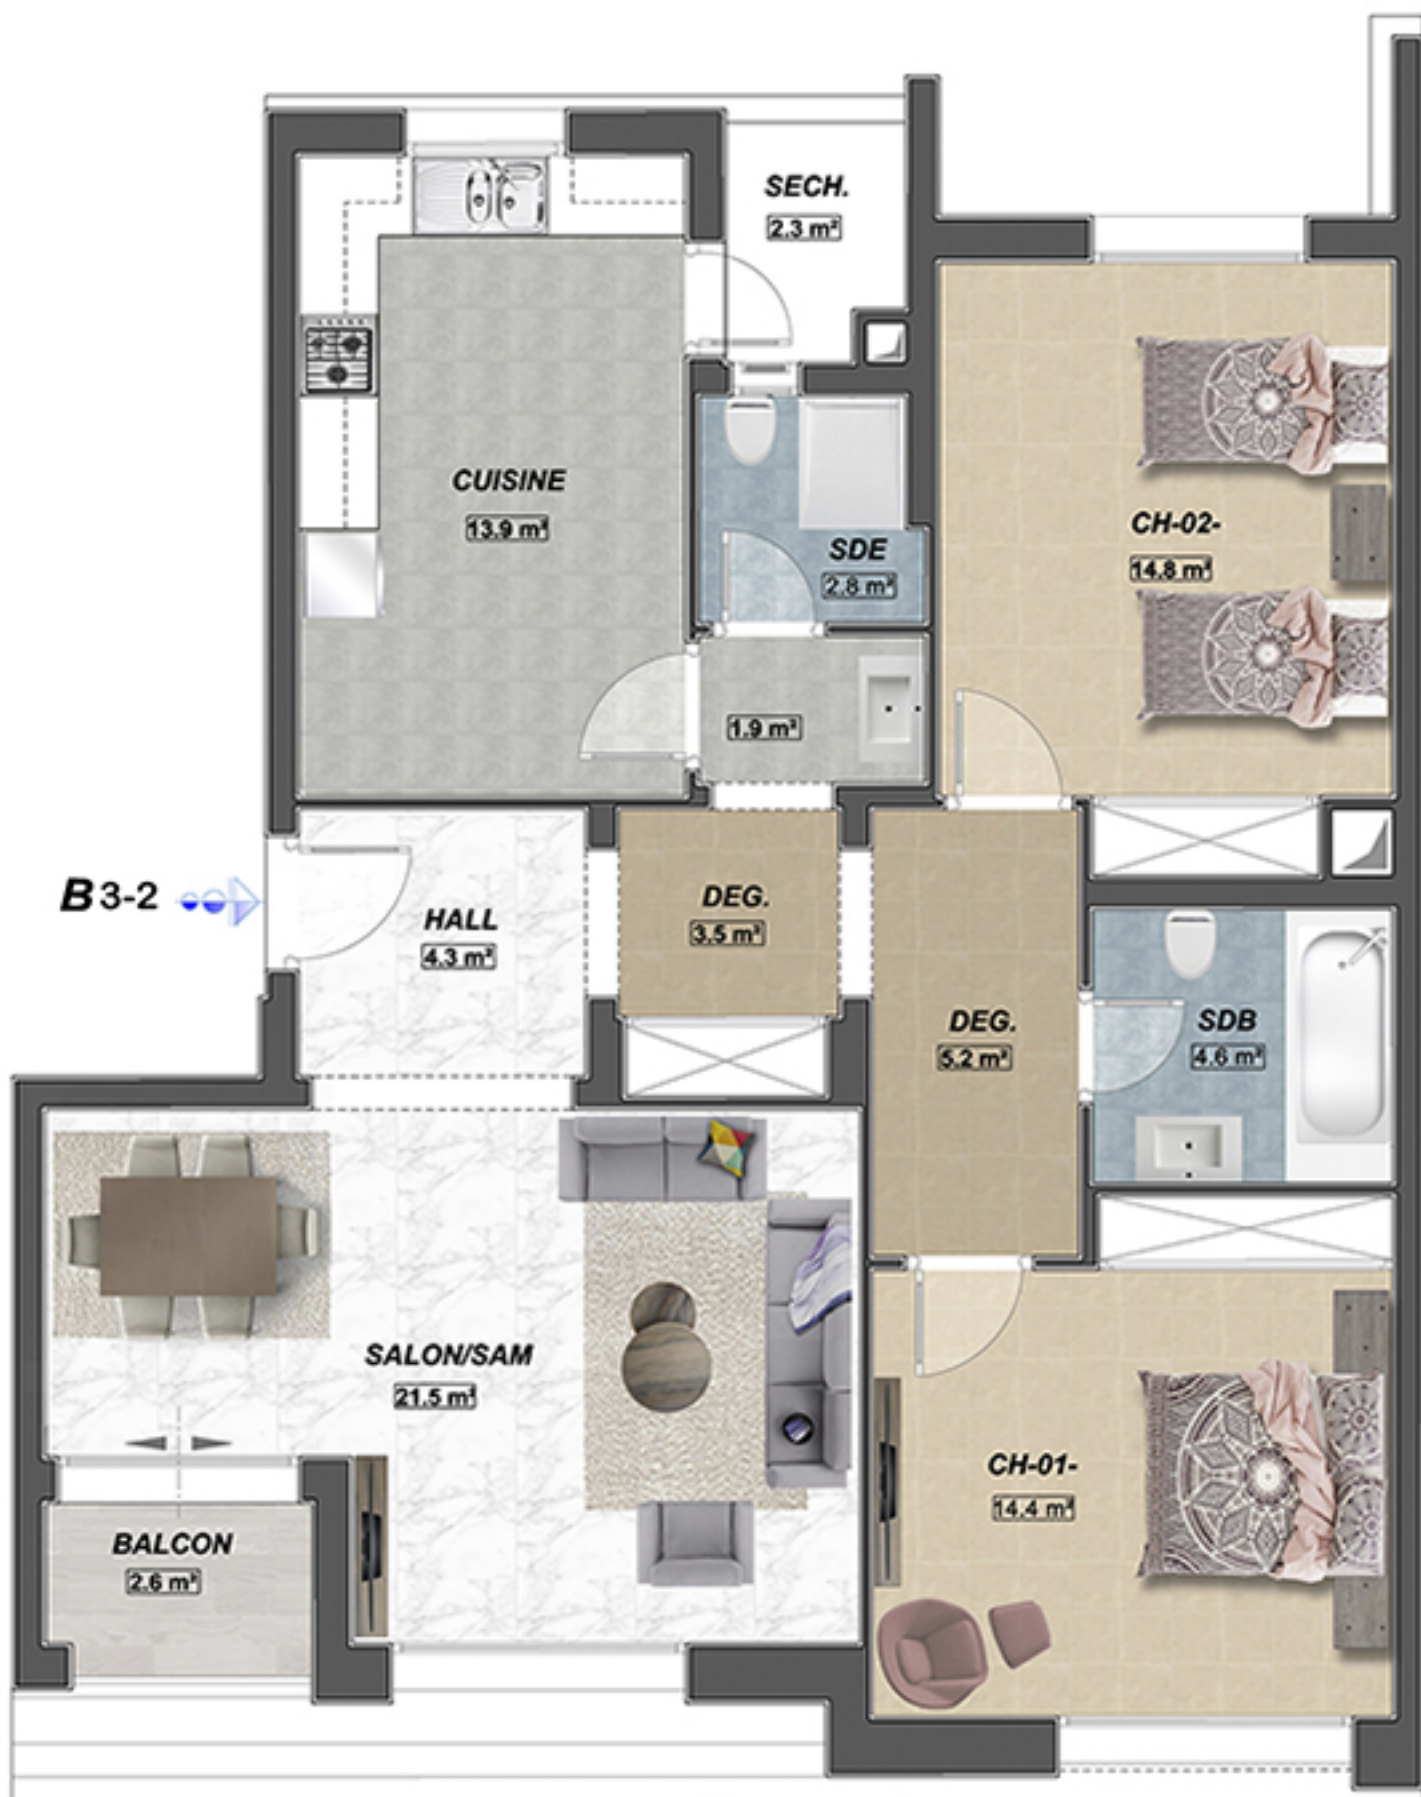 SECH.
2.3 m²
CUISINE
13.9 m²
CH-02-
14.8 m²
SDE
2.8 m²
1.9 m²
B 3-2
HALL
4.3 m²
DEG.
3.5 m²
DEG.
5.2 m²
SDB
4.6 m²
SALON/SAM
21.5 m²
CH-01-
14.4 m²
BALCON
2.6 m²